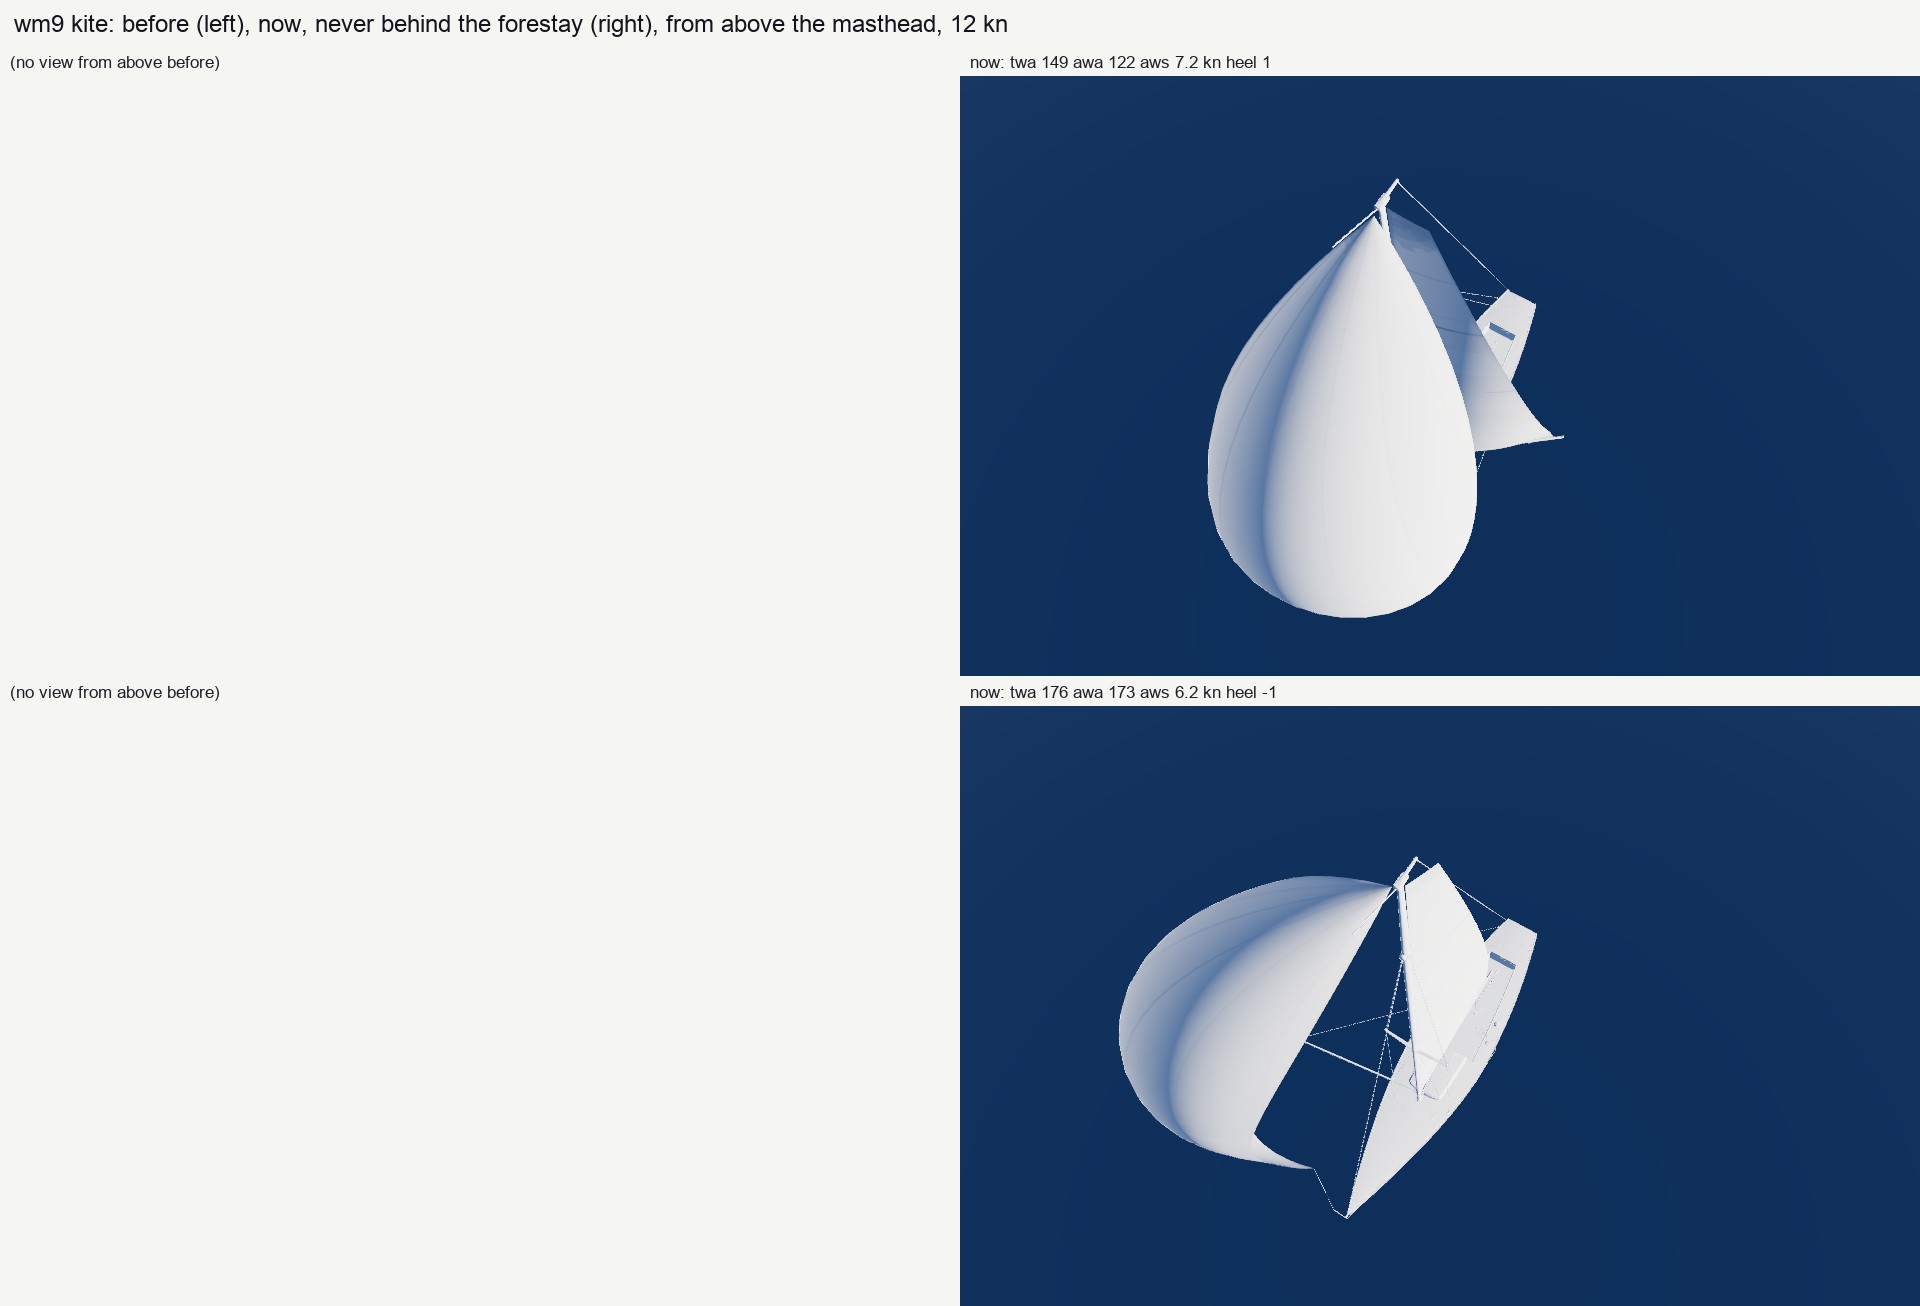 wm9 kite: before (left), now, never behind the forestay (right), from above the masthead, 12 kn
(no view from above before)
now: twa 149 awa 122 aws 7.2 kn heel 1
(no view from above before)
now: twa 176 awa 173 aws 6.2 kn heel -1